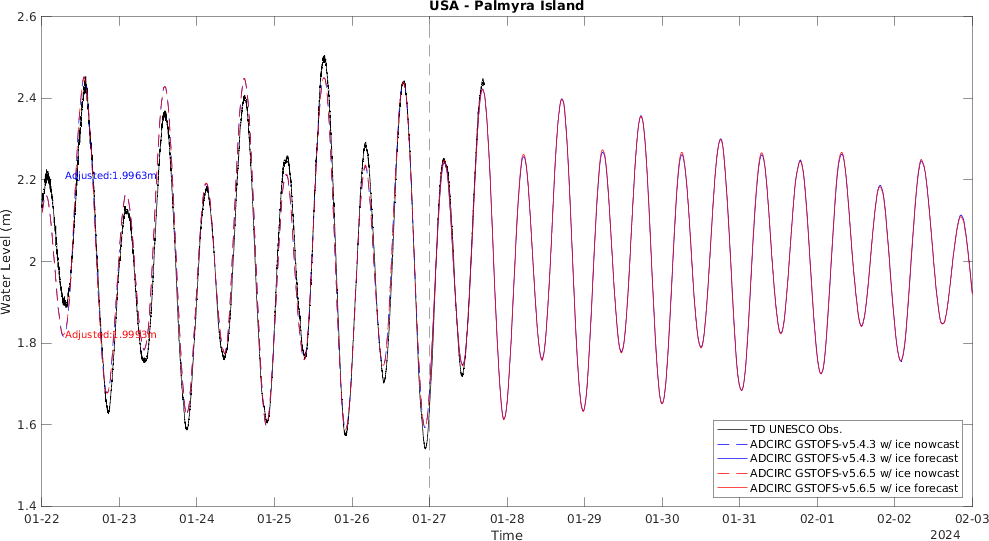 USA - Palmyra Island
2.6
2.4
2.2
2
1.8
1.6
1.4
Water Level (m)
Adjusted:1.9963m
Adjusted:1.9993m
TD UNESCO Obs.
ADCIRC GSTOFS-v5.4.3 w/ ice nowcast
ADCIRC GSTOFS-v5.4.3 w/ ice forecast
ADCIRC GSTOFS-v5.6.5 w/ ice nowcast
ADCIRC GSTOFS-v5.6.5 w/ ice forecast
01-22 01-23 01-24 01-25 01-26 01-27 01-28 01-29 01-30 01-31 02-01 02-02 02-03
Time
2024